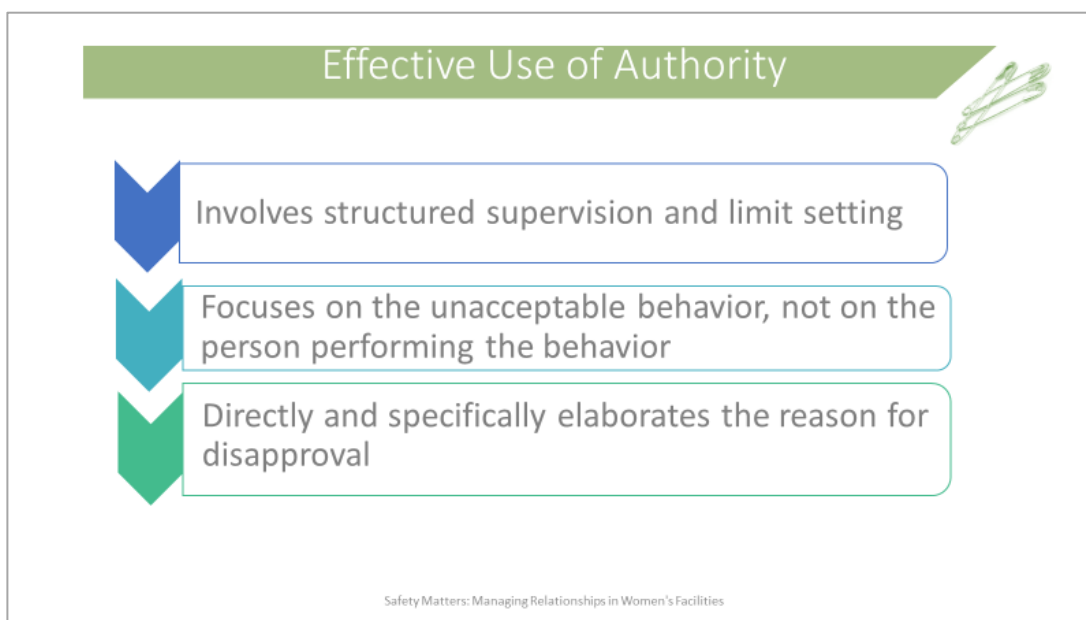 Effective Use of Authority
Involves structured supervision and limit setting
Focuses on the unacceptable behavior, not on the
person performing the behavior
Directly and specifically elaborates the reason for
disapproval
Safety Matters: Managing Relationships in Women's Facilities